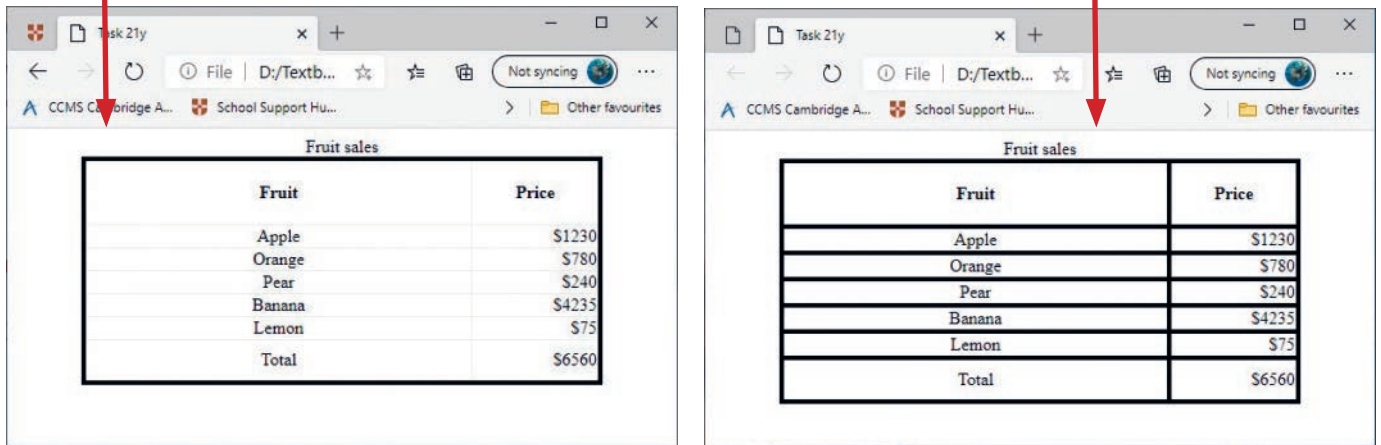 Task 21y
File
D:/Textb...
Not syncing
CCMS Cambridge A...
School Support Hu...
Other favourites
Fruit sales
Fruit Price
Apple $1230
Orange $780
Pear $240
Banana $4235
Lemon $75
Total $6560
Task 21y
File
D:/Textb...
Not syncing
CCMS Cambridge A...
School Support Hu...
Other favourites
Fruit sales
Fruit Price
Apple $1230
Orange $780
Pear $240
Banana $4235
Lemon $75
Total $6560